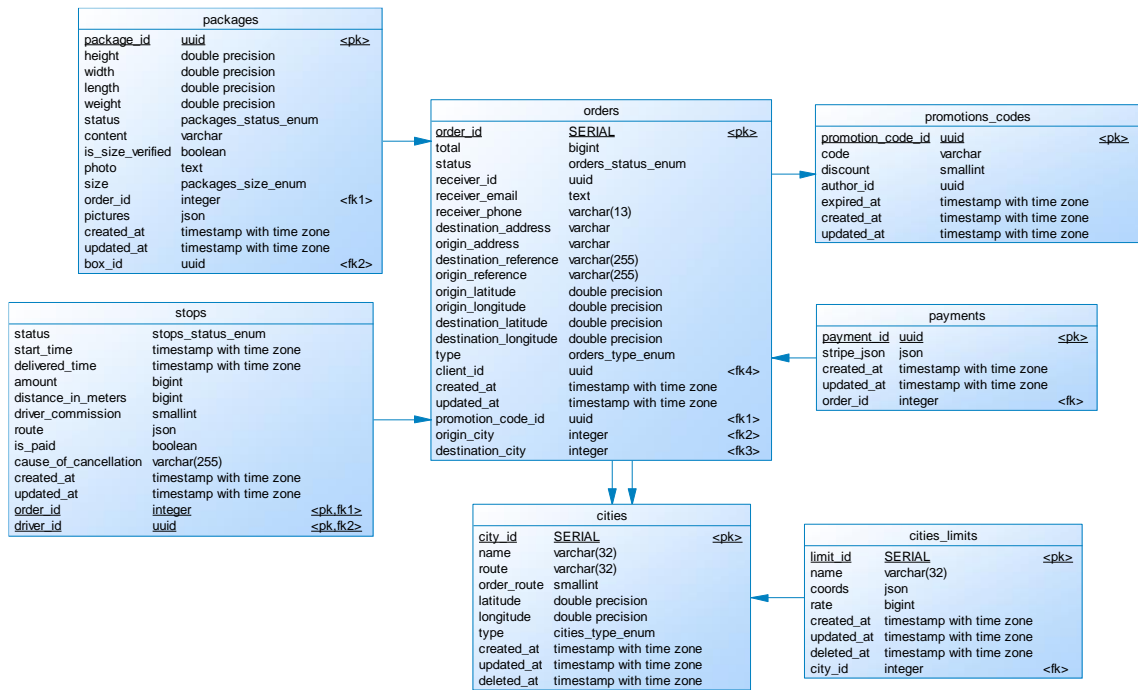 packages
package_id uuid <pk>
height double precision
width double precision
length double precision
weight double precision
status packages_status_enum
content varchar
is_size_verified boolean
photo text
size packages_size_enum
order_id integer <fk1>
pictures json
created_at timestamp with time zone
updated_at timestamp with time zone
box_id uuid <fk2>
stops
status stops_status_enum
start_time timestamp with time zone
delivered_time timestamp with time zone
amount bigint
distance_in_meters bigint
driver_commission smallint
route json
is_paid boolean
cause_of_cancellation varchar(255)
created_at timestamp with time zone
updated_at timestamp with time zone
order_id integer <pk,fk1>
driver_id uuid <pk,fk2>
orders
order_id SERIAL <pk>
total bigint
status orders_status_enum
receiver_id uuid
receiver_email text
receiver_phone varchar(13)
destination_address varchar
origin_address varchar
destination_reference varchar(255)
origin_reference varchar(255)
origin_latitude double precision
origin_longitude double precision
destination_latitude double precision
destination_longitude double precision
type orders_type_enum
client_id uuid <fk4>
created_at timestamp with time zone
updated_at timestamp with time zone
promotion_code_id uuid <fk1>
origin_city integer <fk2>
destination_city integer <fk3>
promotions_codes
promotion_code_id uuid <pk>
code varchar
discount smallint
author_id uuid
expired_at timestamp with time zone
created_at timestamp with time zone
updated_at timestamp with time zone
payments
payment_id uuid <pk>
stripe_json json
created_at timestamp with time zone
updated_at timestamp with time zone
order_id integer <fk>
cities
city_id SERIAL <pk>
name varchar(32)
route varchar(32)
order_route smallint
latitude double precision
longitude double precision
type cities_type_enum
created_at timestamp with time zone
updated_at timestamp with time zone
deleted_at timestamp with time zone
cities_limits
limit_id SERIAL <pk>
name varchar(32)
coords json
rate bigint
created_at timestamp with time zone
updated_at timestamp with time zone
deleted_at timestamp with time zone
city_id integer <fk>